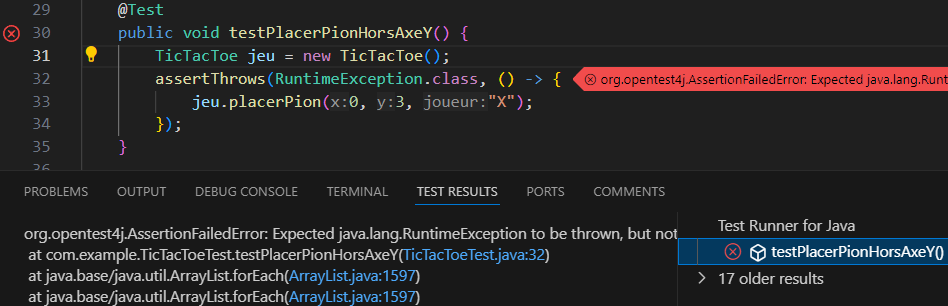 29 @Test
30 public void testPlacerPionHorsAxeY() {
31 TicTacToe jeu = new TicTacToe();
32 assertThrows(RuntimeException.class, () -> { org.opentest4j.AssertionFailedError: Expected java.lang.Runt
33 jeu.placerPion(x:0, y:3, joueur:"X");
34 });
35 }
36
PROBLEMS OUTPUT DEBUG CONSOLE TERMINAL TEST RESULTS PORTS COMMENTS
org.opentest4j.AssertionFailedError: Expected java.lang.RuntimeException to be thrown, but not
at com.example.TicTacToeTest.testPlacerPionHorsAxeY(TicTacToeTest.java:32)
at java.base/java.util.ArrayList.forEach(ArrayList.java:1597)
at java.base/java.util.ArrayList.forEach(ArrayList.java:1597)
Test Runner for Java
testPlacerPionHorsAxeY()
17 older results